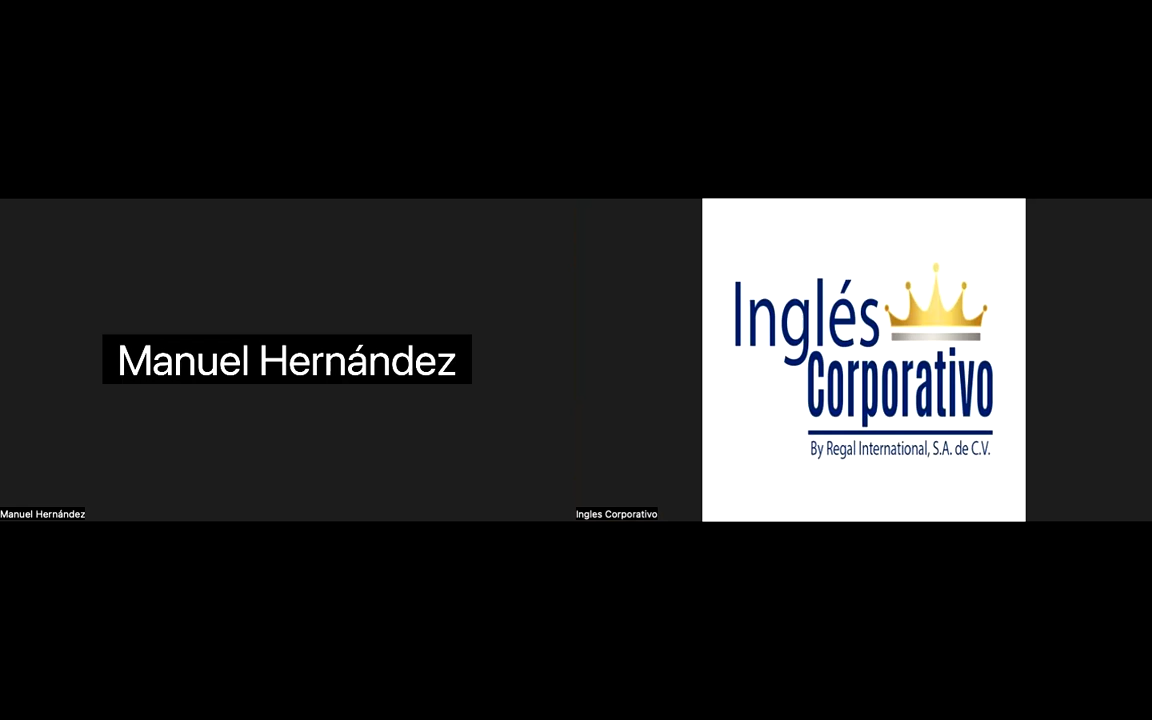 Manuel Hernández
Manuel Hernández
Inglés
Corporativo
By Regal International, S.A. de C.V.
Ingles Corporativo